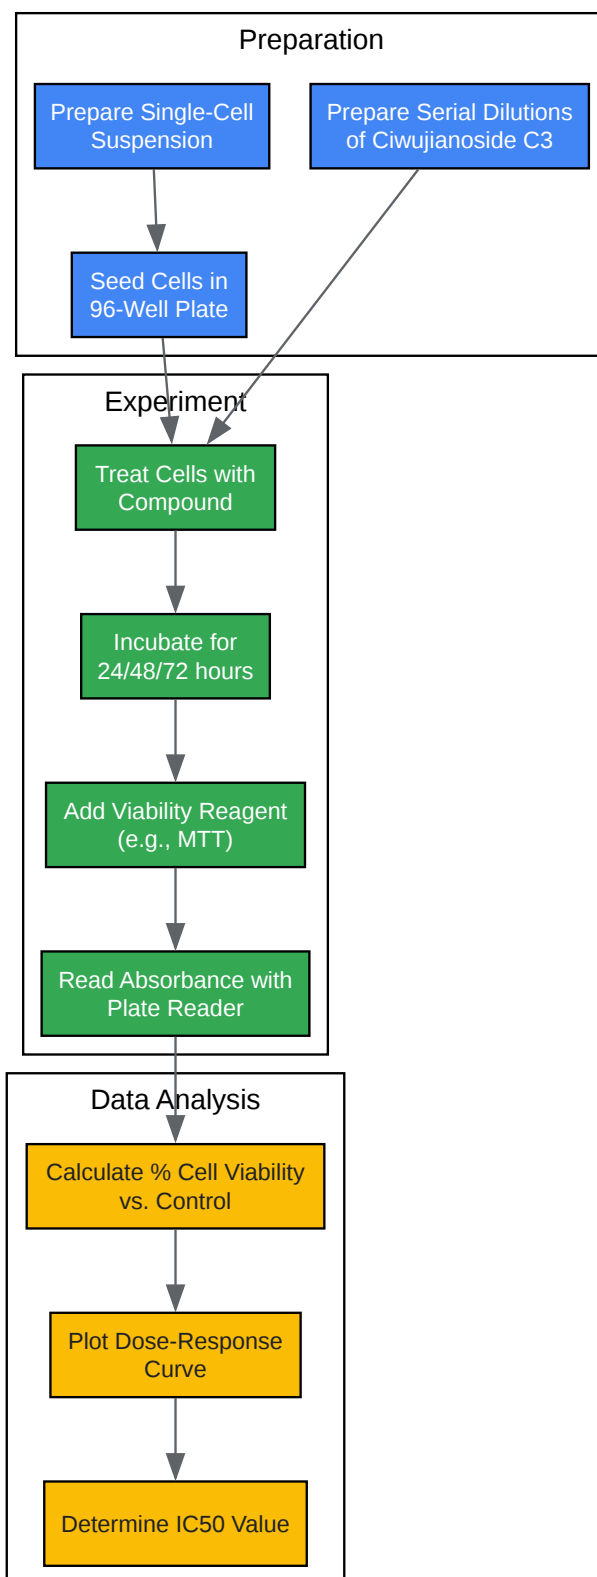 Preparation
Prepare Single-Cell
Suspension
Prepare Serial Dilutions
of Ciwujianoside C3
Seed Cells in
96-Well Plate
Experiment
Treat Cells with
Compound
Incubate for
24/48/72 hours
Add Viability Reagent
(e.g., MTT)
Read Absorbance with
Plate Reader
Data Analysis
Calculate % Cell Viability
vs. Control
Plot Dose-Response
Curve
Determine IC50 Value